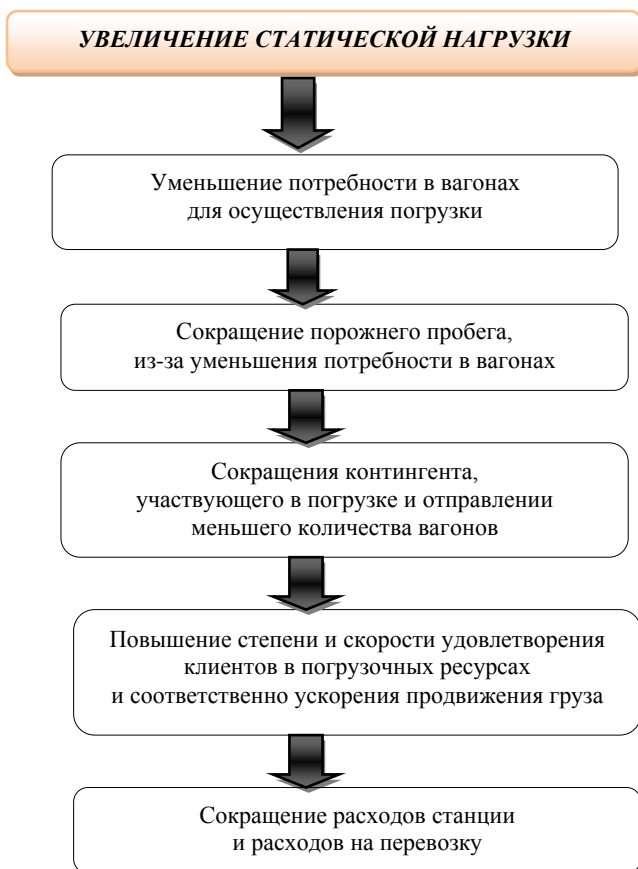 УВЕЛИЧЕНИЕ СТАТИЧЕСКОЙ НАГРУЗКИ
Уменьшение потребности в вагонах
для осуществления погрузки
Сокращение порожнего пробега,
из-за уменьшения потребности в вагонах
Сокращения контингента,
участвующего в погрузке и отправлении
меньшего количества вагонов
Повышение степени и скорости удовлетворения
клиентов в погрузочных ресурсах
и соответственно ускорения продвижения груза
Сокращение расходов станции
и расходов на перевозку